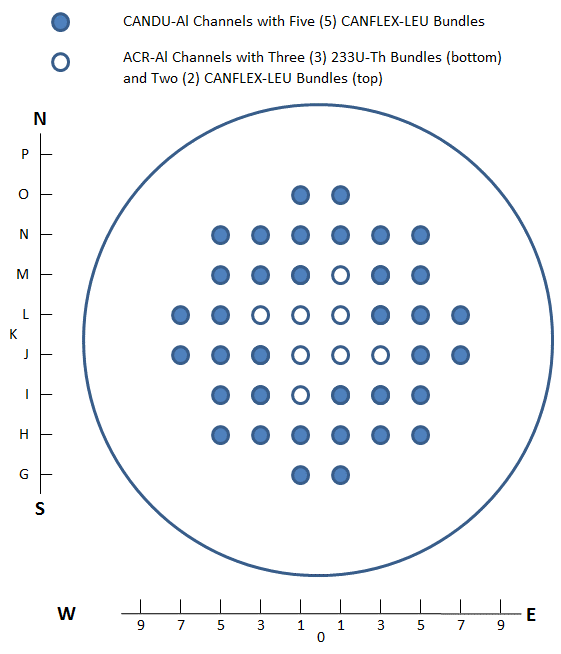 CANDU-Al Channels with Five (5) CANFLEX-LEU Bundles
ACR-Al Channels with Three (3) 233U-Th Bundles (bottom)
and Two (2) CANFLEX-LEU Bundles (top)
N
P
O
N
M
L
K
J
I
H
G
S
W
E
9 7 5 3 1 1 3 5 7 9
0